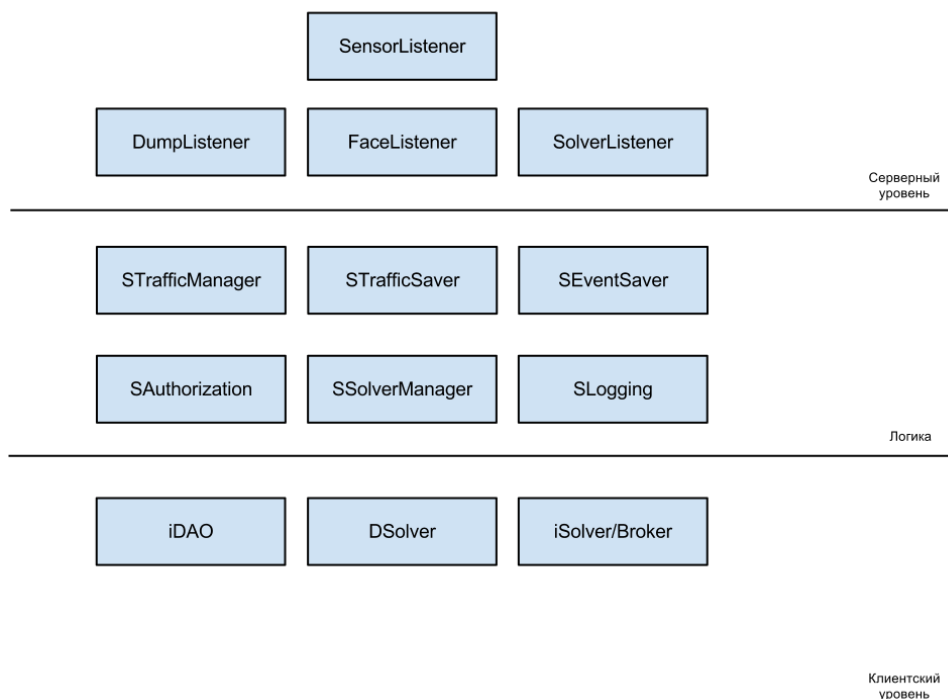 SensorListener
DumpListener
FaceListener
SolverListener
Серверный
уровень
STrafficManager
STrafficSaver
SEventSaver
SAuthorization
SSolverManager
SLogging
Логика
iDAO
DSolver
iSolver/Broker
Клиентский
уровень